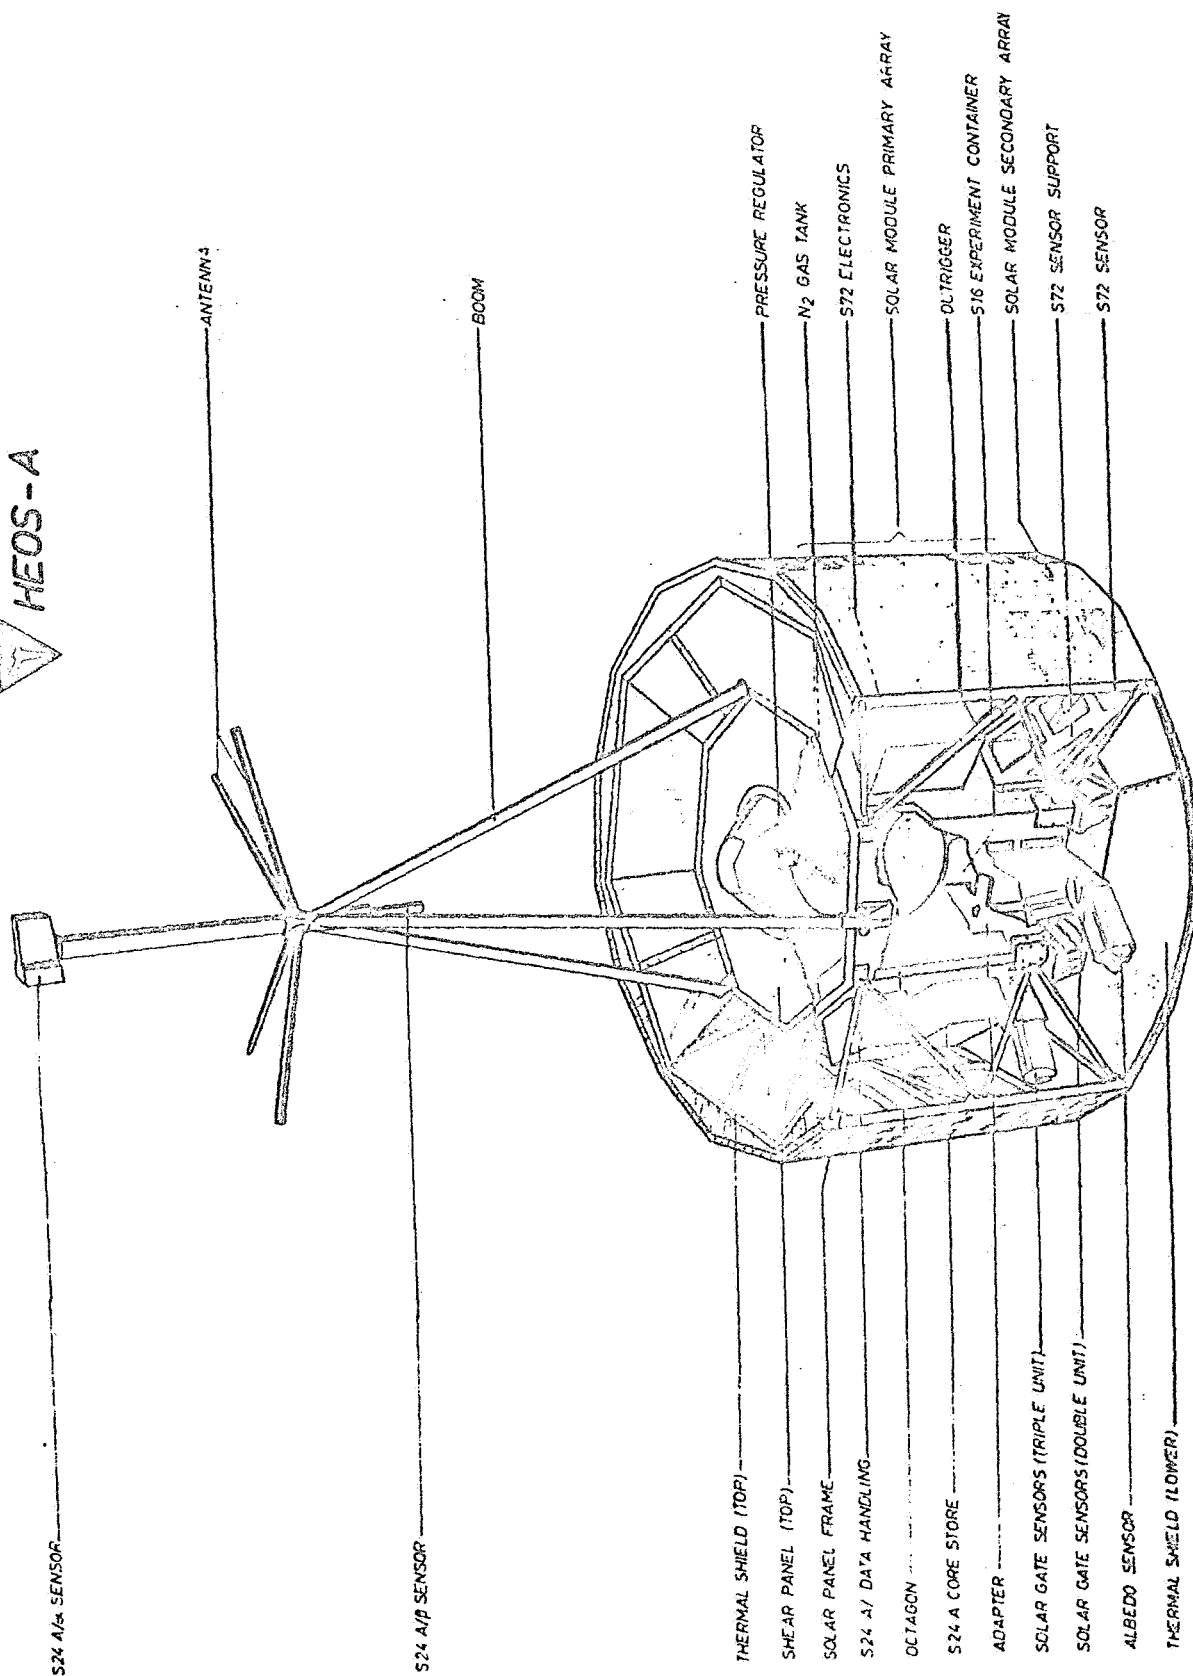 HEOS-A
S24 A/α SENSOR
S24 A/β SENSOR
THERMAL SHIELD (TOP)
SHEAR PANEL (TOP)
SOLAR PANEL FRAME
S24 A/ DATA HANDLING
OCTAGON
S24 A CORE STORE
ADAPTER
SOLAR GATE SENSORS (TRIPLE UNIT)
SOLAR GATE SENSORS (DOUBLE UNIT)
ALBEDO SENSOR
THERMAL SHIELD (LOWER)
ANTENNA
BOOM
PRESSURE REGULATOR
N2 GAS TANK
S72 ELECTRONICS
SOLAR MODULE PRIMARY ARRAY
OUTRIGGER
S16 EXPERIMENT CONTAINER
SOLAR MODULE SECONDARY ARRAY
S72 SENSOR SUPPORT
S72 SENSOR